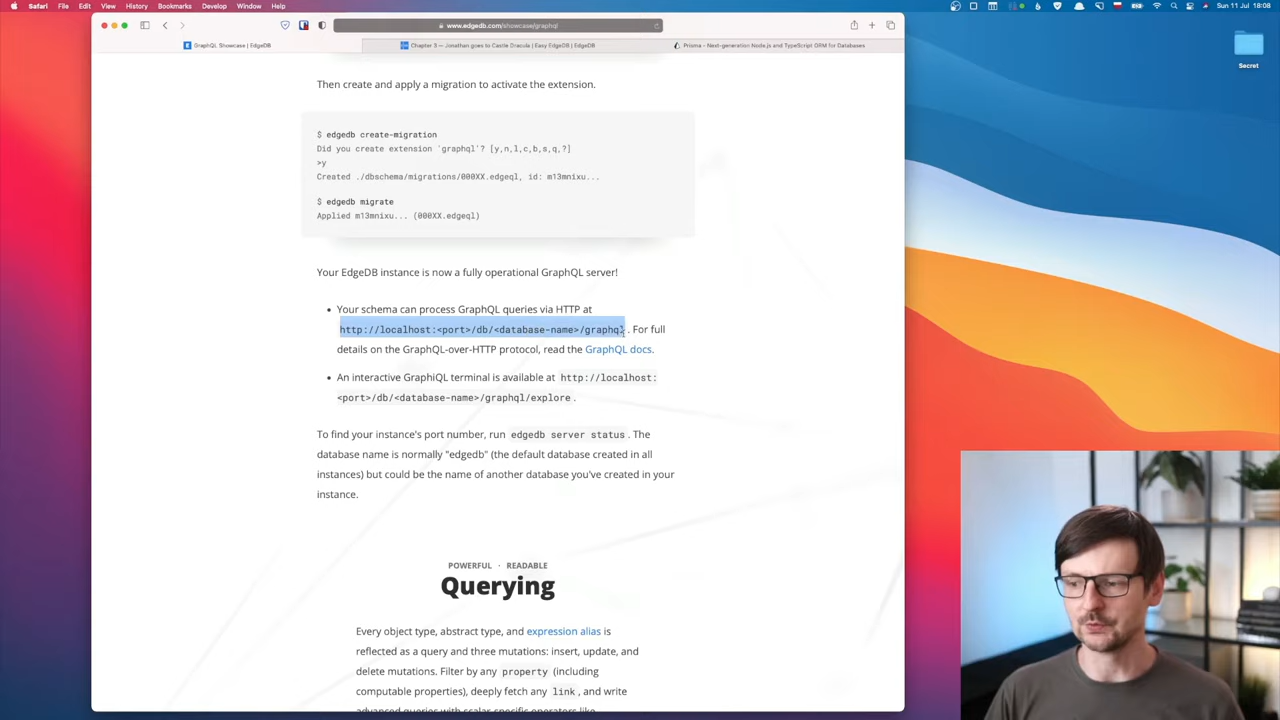 Safari File Edit View History Bookmarks Develop Window Help
Sun 11 Jul 18:08
www.edgedb.com/showcase/graphql
GraphQL Showcase | EdgeDB
Chapter 3 — Jonathan goes to Castle Dracula | Easy EdgeDB | EdgeDB
Prisma - Next-generation Node.js and TypeScript ORM for Databases
Secret
Then create and apply a migration to activate the extension.
$ edgedb create-migration
Did you create extension 'graphql'? [y,n,l,c,b,s,q,?]
>y
Created ./dbschema/migrations/000XX.edgeql, id: m13mnixu...
$ edgedb migrate
Applied m13mnixu... (000XX.edgeql)
Your EdgeDB instance is now a fully operational GraphQL server!
• Your schema can process GraphQL queries via HTTP at
http://localhost:<port>/db/<database-name>/graphql . For full
details on the GraphQL-over-HTTP protocol, read the GraphQL docs.
• An interactive GraphiQL terminal is available at http://localhost:
<port>/db/<database-name>/graphql/explore .
To find your instance's port number, run edgedb server status . The
database name is normally "edgedb" (the default database created in all
instances) but could be the name of another database you've created in your
instance.
POWERFUL · READABLE
Querying
Every object type, abstract type, and expression alias is
reflected as a query and three mutations: insert, update, and
delete mutations. Filter by any property (including
computable properties), deeply fetch any link , and write
advanced queries with scalar-specific operators like